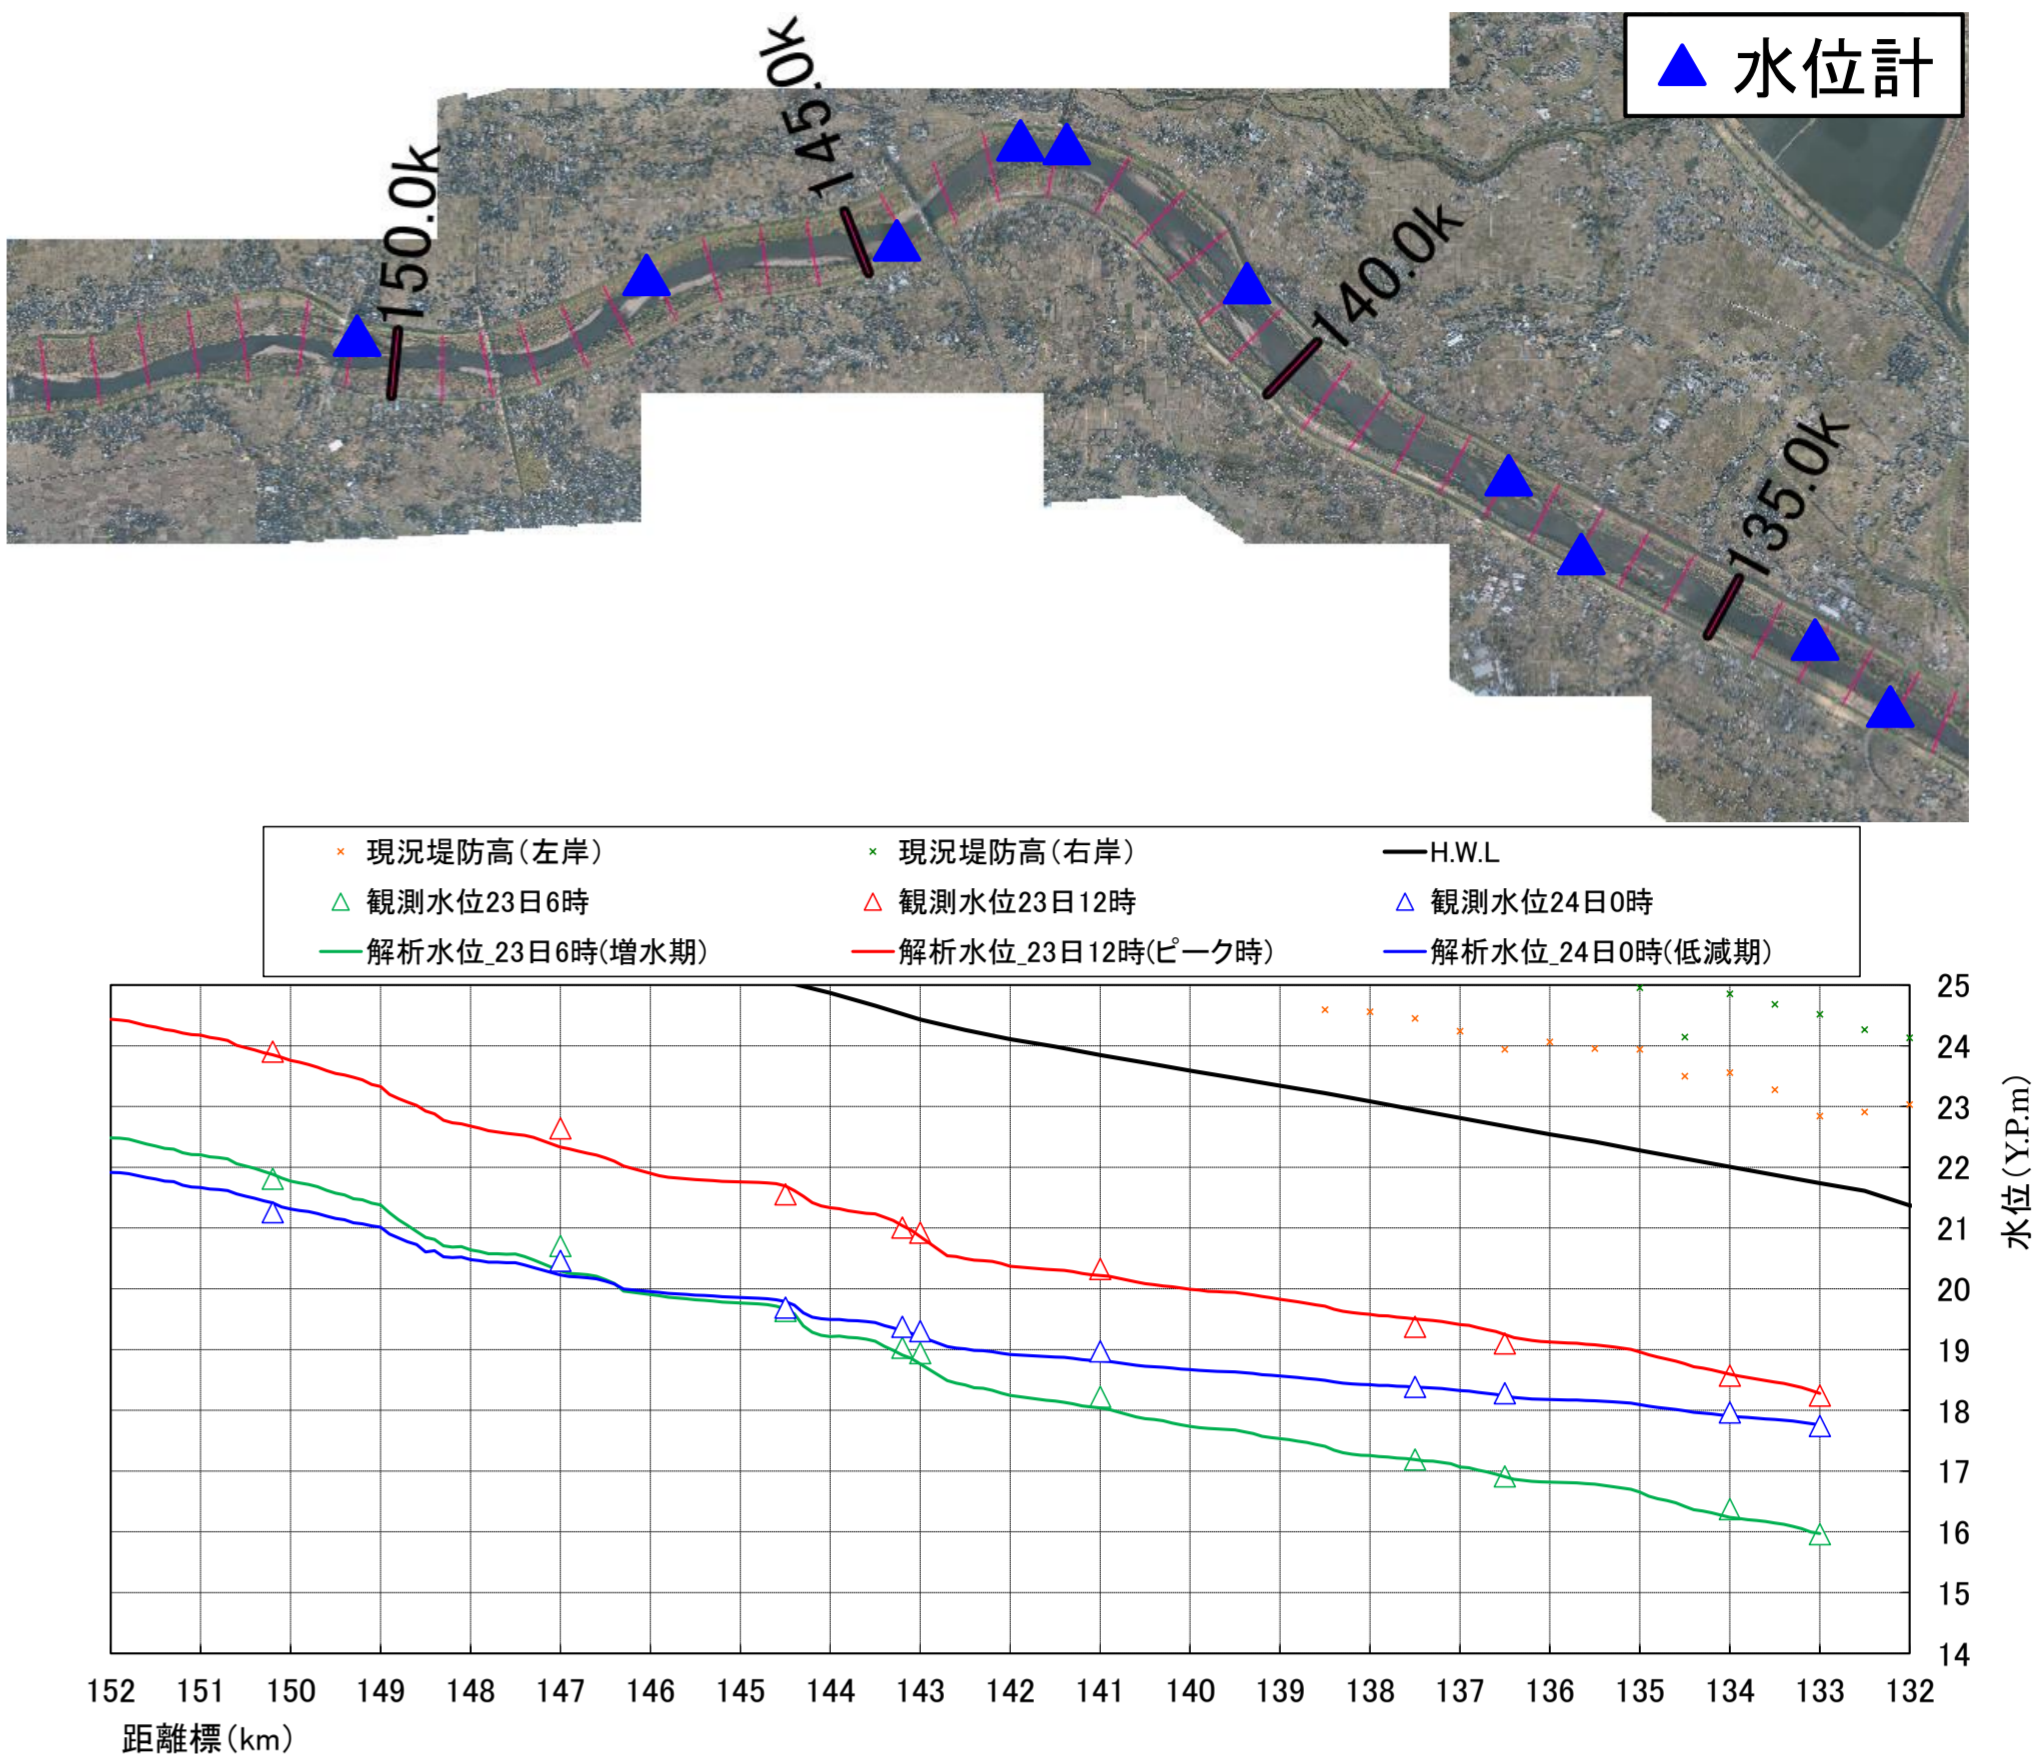 水位計
145.0k
150.0k
140.0k
135.0k
現況堤防高(左岸)
現況堤防高(右岸)
H.W.L
観測水位23日6時
観測水位23日12時
観測水位24日0時
解析水位_23日6時(増水期)
解析水位_23日12時(ピーク時)
解析水位_24日0時(低減期)
25
24
23
22
21
20
19
18
17
16
15
14
水位(Y.P.m)
152 151 150 149 148 147 146 145 144 143 142 141 140 139 138 137 136 135 134 133 132
距離標(km)